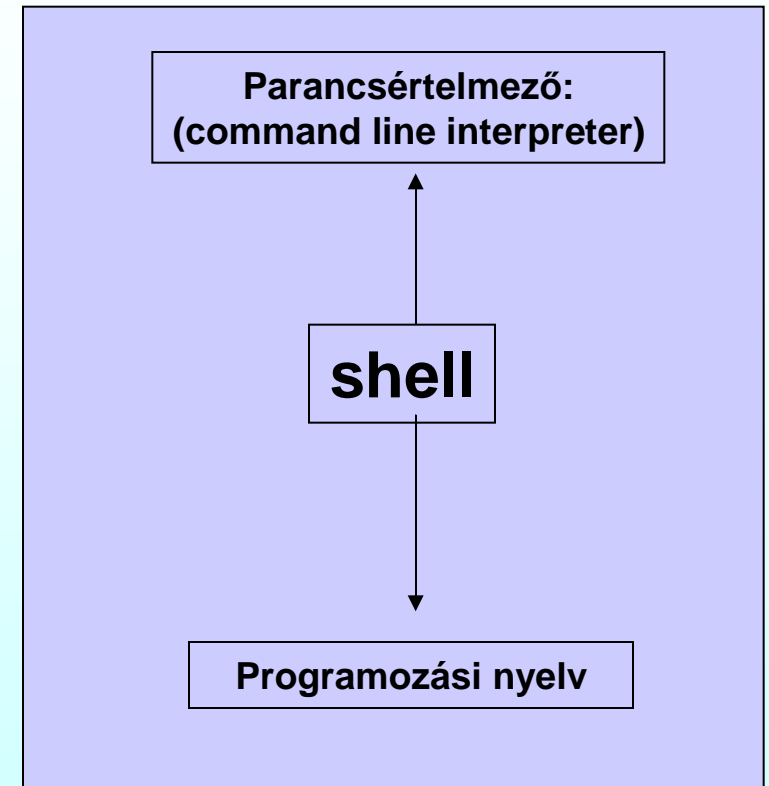 Parancsértelmező:
(command line interpreter)
shell
Programozási nyelv